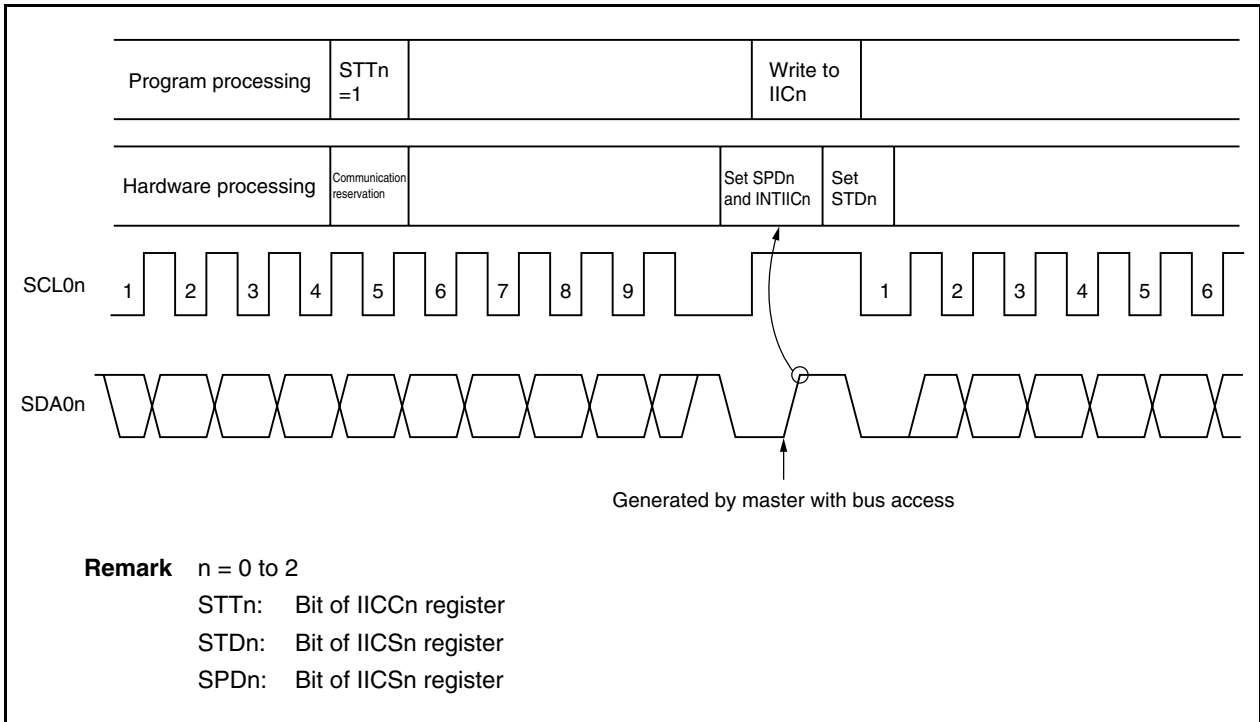 Program processing
STTn
=1
Write to
IICn
Hardware processing
Communication
reservation
Set SPDn
and INTIICn
Set
STDn
SCL0n
1 2 3 4 5 6 7 8 9 1 2 3 4 5 6
SDA0n
Generated by master with bus access
Remark n = 0 to 2
STTn: Bit of IICCn register
STDn: Bit of IICSn register
SPDn: Bit of IICSn register